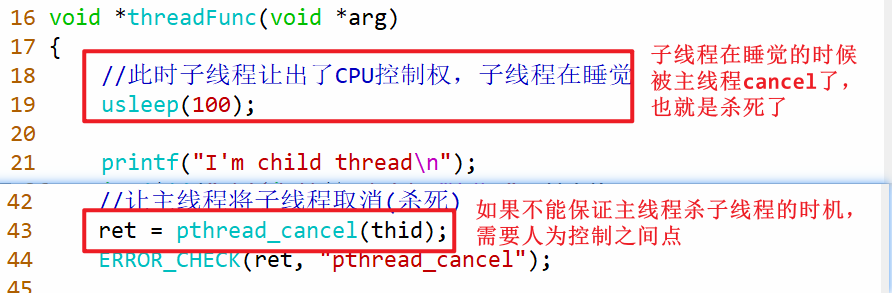 16 void *threadFunc(void *arg)
17 {
18 //此时子线程让出了CPU控制权，子线程在睡觉
19 usleep(100);
20
21 printf("I'm child thread\n");
子线程在睡觉的时候
被主线程cancel了，
也就是杀死了
42 //让主线程将子线程取消(杀死)
43 ret = pthread_cancel(thid);
44 ERROR_CHECK(ret, "pthread_cancel");
45
如果不能保证主线程杀子线程的时机，
需要人为控制之间点